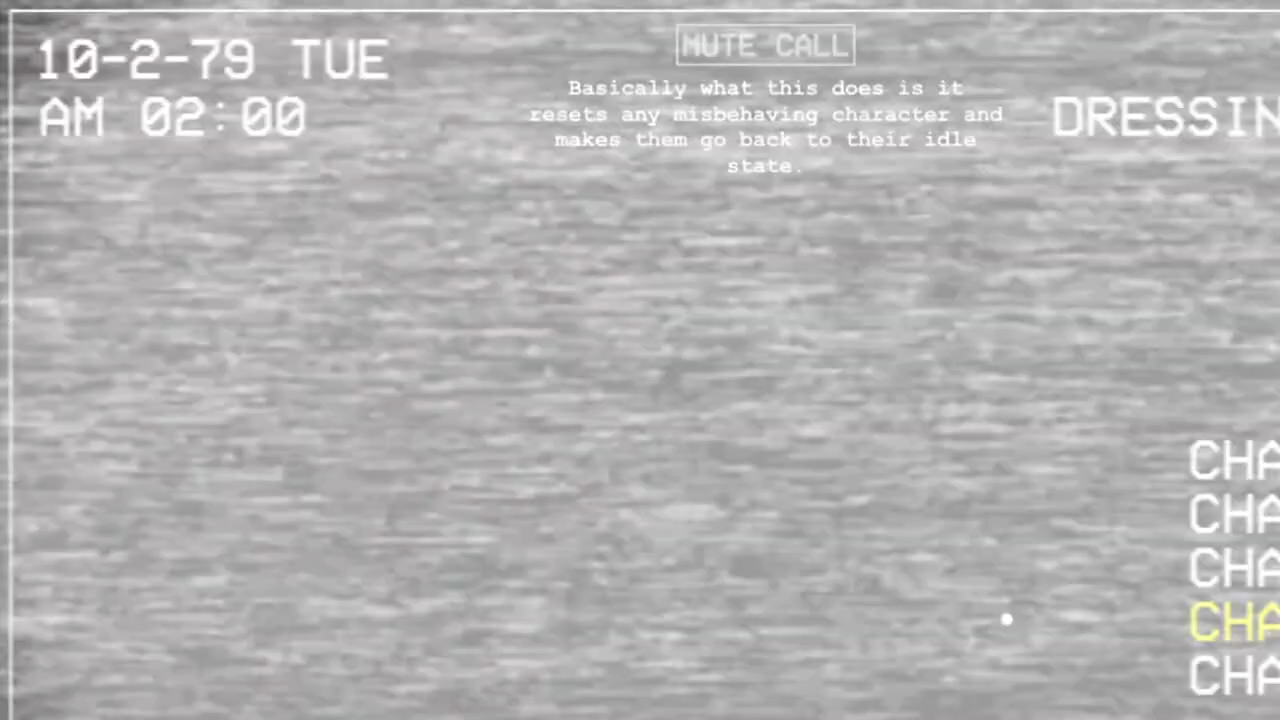 10-2-79 TUE
AM 02:00
MUTE CALL
Basically what this does is it
resets any misbehaving character and
makes them go back to their idle
state.
DRESSIN
CHA
CHA
CHA
CHA
CHA